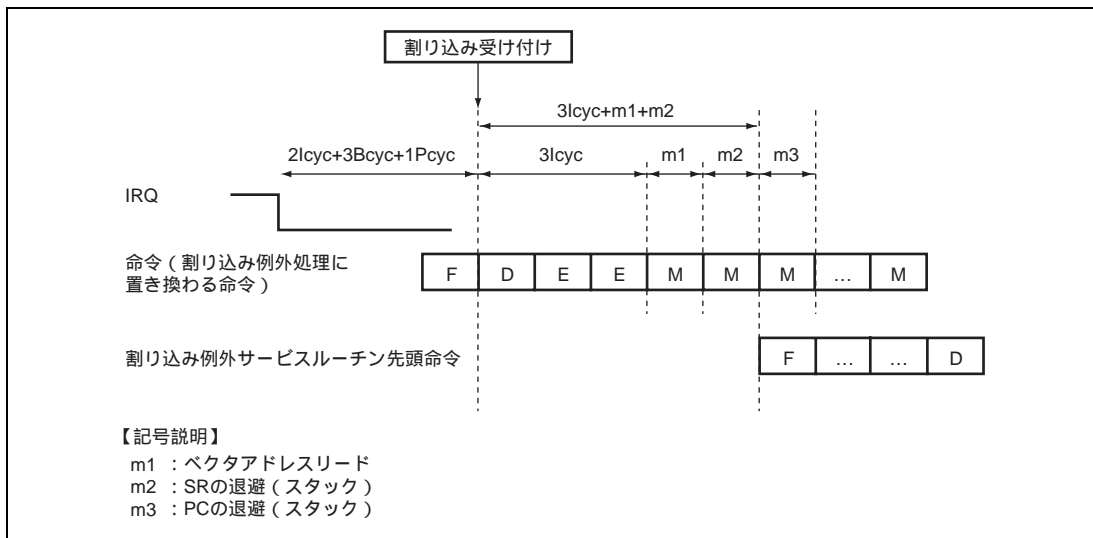 割り込み受け付け
3Icyc+m1+m2
2Icyc+3Bcyc+1Pcyc
3Icyc
m1
m2
m3
IRQ
命令（割り込み例外処理に
置き換わる命令）
F D E E M M M … M
割り込み例外サービスルーチン先頭命令
F … … D
【記号説明】
m1 ：ベクタアドレスリード
m2 ：SRの退避（スタック）
m3 ：PCの退避（スタック）